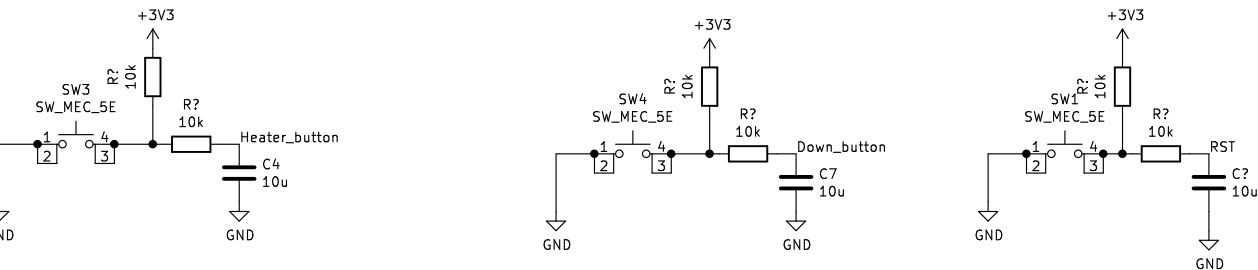 +3V3
R?
10k
SW3
SW_MEC_5E
1
2
4
3
R?
10k
Heater_button
C4
10u
ND
GND
+3V3
R?
10k
SW4
SW_MEC_5E
1
2
4
3
R?
10k
Down_button
C7
10u
GND
GND
+3V3
R?
10k
SW1
SW_MEC_5E
1
2
4
3
R?
10k
RST
C?
10u
GND
GND